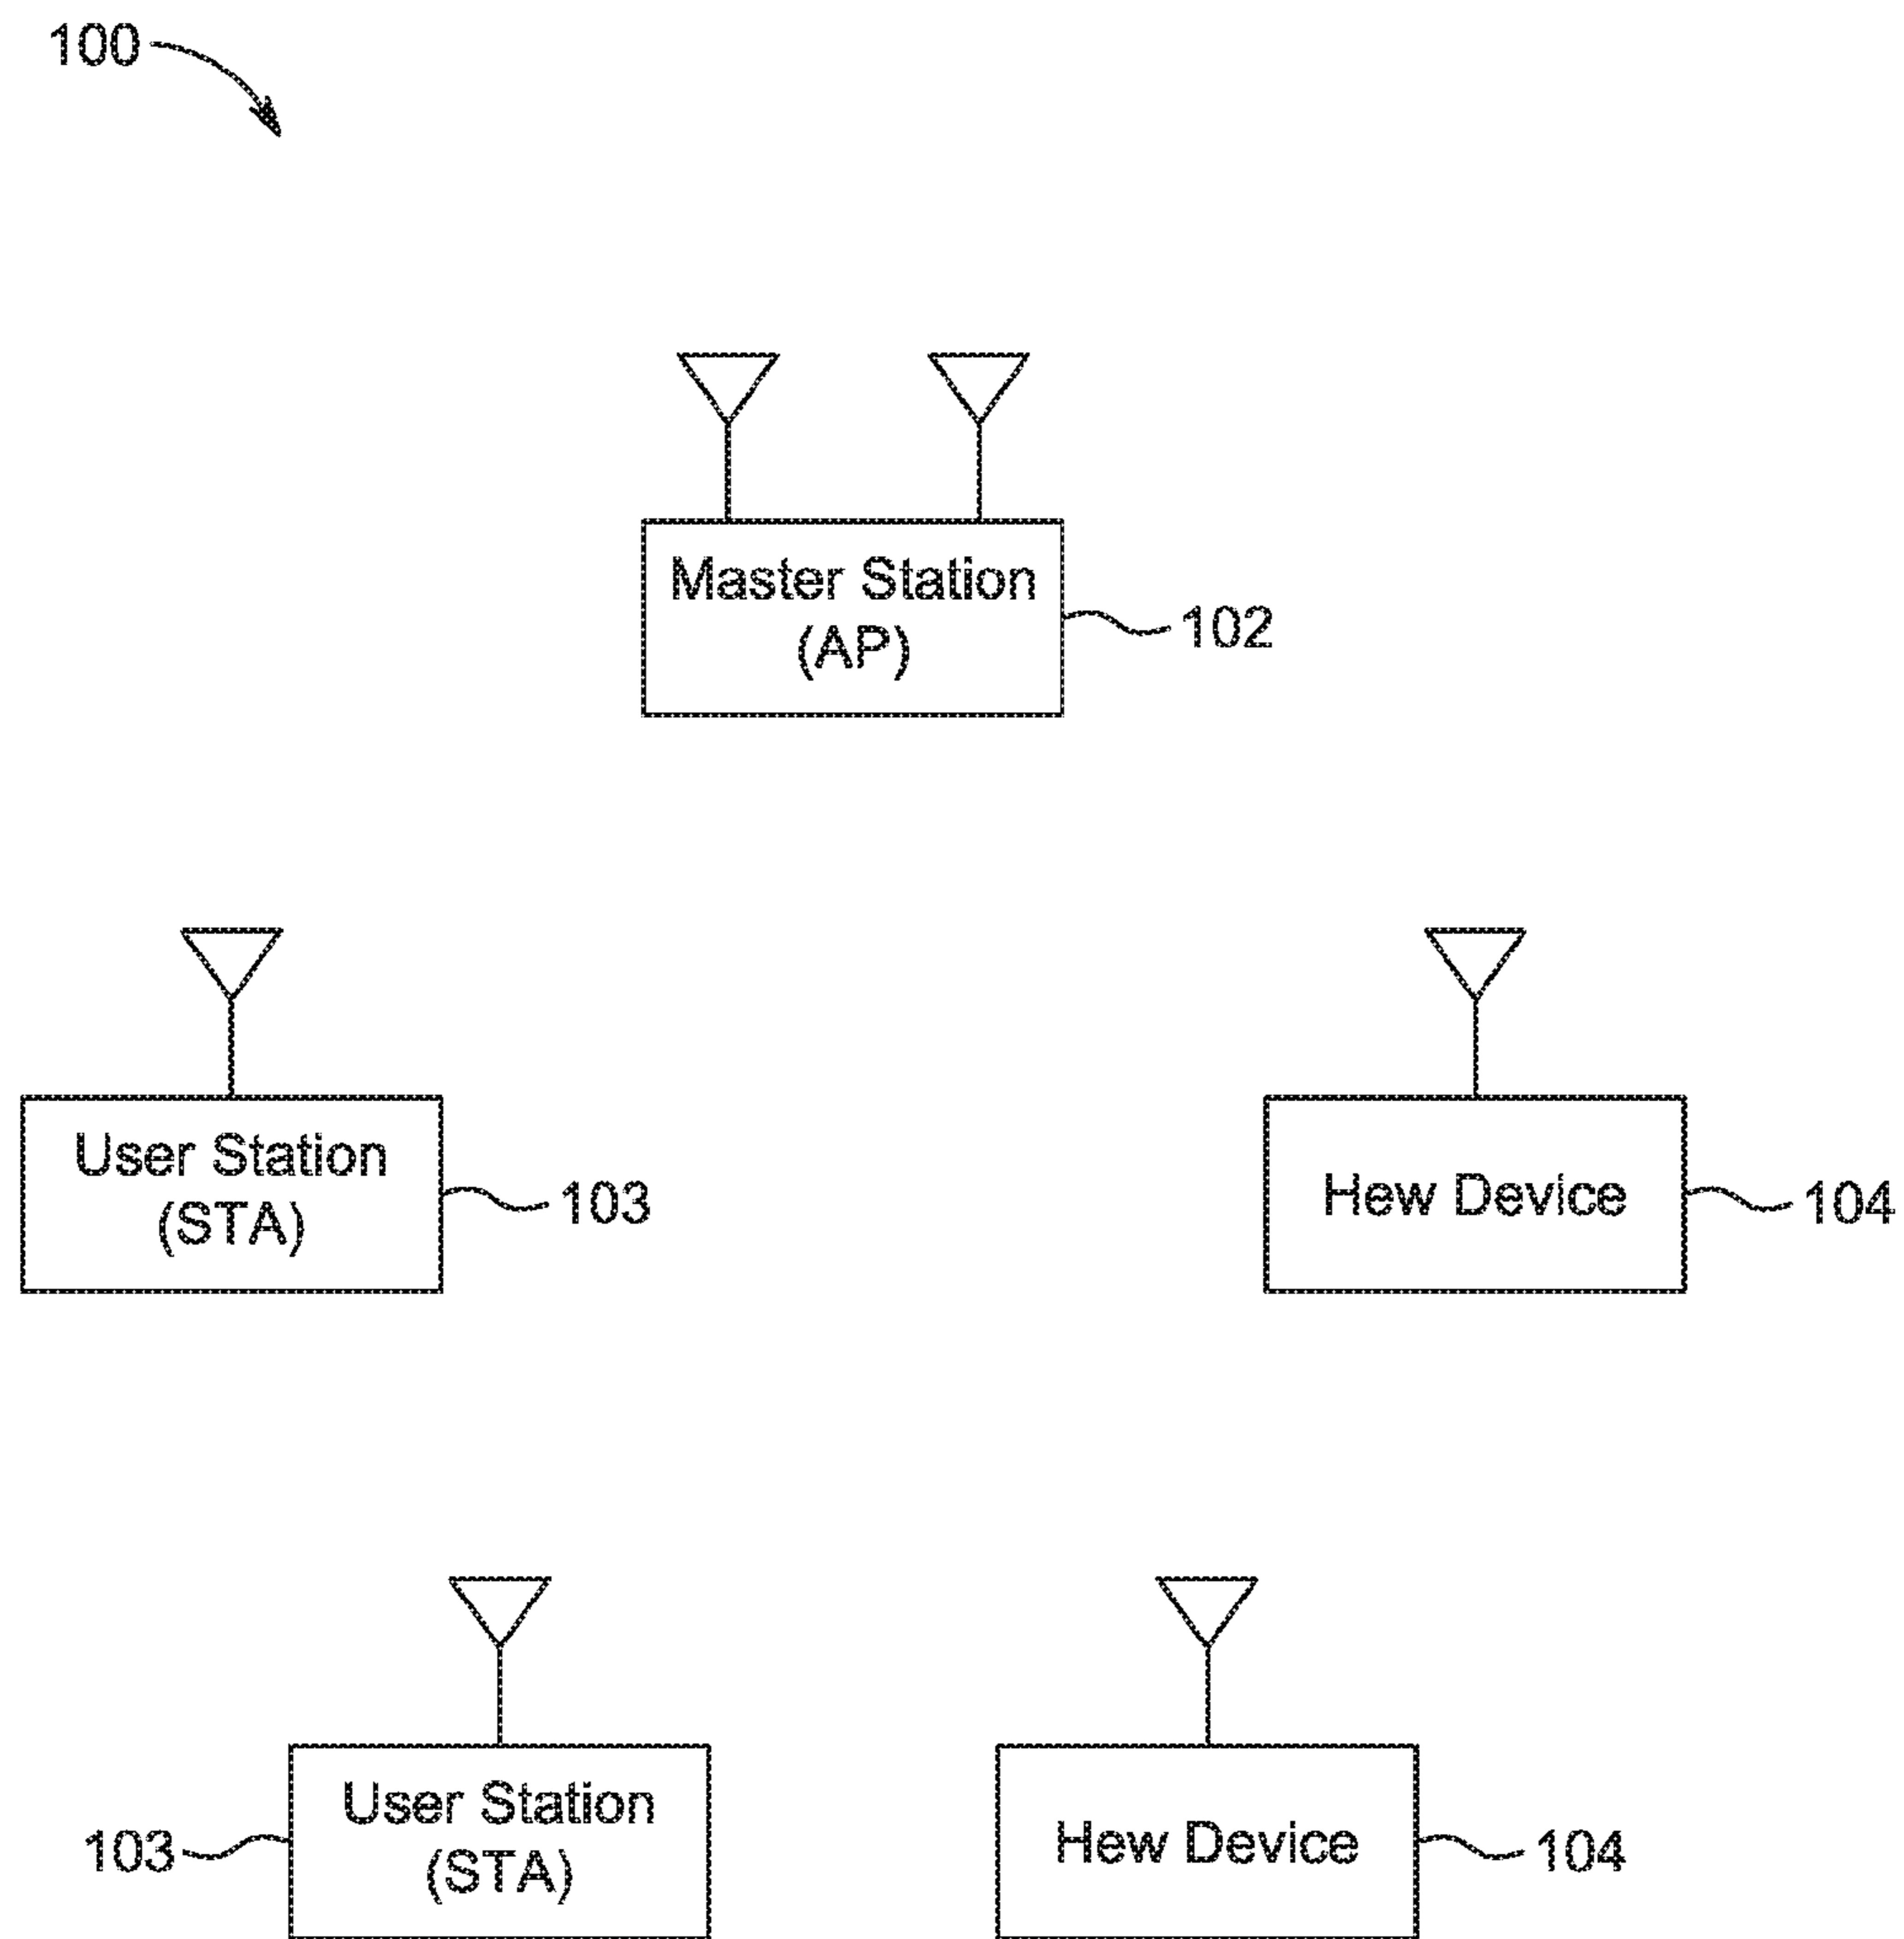 100
Master Station
(AP)
102
User Station
(STA)
103
Hew Device
104
103
User Station
(STA)
Hew Device
104